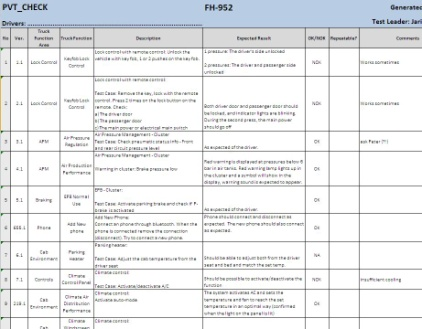 PVT_CHECK
FH-952
Generated
Drivers:
Test Leader: Jari
No
Ver.
Truck Function Area
Truck Function
Description
Expected Result
OK/NOK
Repeatable?
Comments
1
1.1
Lock Control
Keyfob Lock Control
Lock control with remote control. Unlock the vehicle with key fob, 1 or 2 pushes on the key fob.
1 pressure: The driver's side unlocked
2 pressures: The driver and passenger side unlocked
NOK
Works sometimes
2
2.1
Lock Control
Keyfob Lock Control
Lock control with remote control:
Test Case: Remove the key, lock with the remote control. Press 2 times on the lock button on the remote. Check:
a) The driver door
b) The passenger door
c) The main power or electrical main switch
Both driver door and passenger door should be locked, and indicator lights are blinking. During the second press, the main power should go off
NOK
Works sometimes
3
3.1
APM
Air Pressure Regulation
Air Pressure Management - Cluster
Test Case: Check pneumatic status info - Front and rear circuit pressure level
As expected of the driver.
OK
ask Peter (?)
4
4.1
APM
Air Production Performance
Air Pressure Management - Cluster
Warning in cluster: Brake pressure low
Red warning is displayed at pressures below 6 bar in air tanks. Red warning lamp lights up in the cluster and a symbol will show in the display, warning sound is expected to appear.
OK
5
5.1
Braking
EPB Normal Use
EPB - Cluster:
Test Case: Activate parking brake and check if P-brake is activated
As expected of the driver.
OK
6
Phone
Add New phone
Add New Phone:
Connect on phone through bluetooth. When the phone is connected remove the connection (disconnect). Try to connect a new phone.
Phone should connect and disconnect as expected. The new phone should also connect as expected.
OK
7
6.1
Cab Environment
Parking Heater
Parking heater:
Test Case: Adjust the cab temperature from the driver seat.
Should be able to adjust both from the driver seat and bed and match the set temp.
NA
8
7.1
Controls
Climate Control Panel
Climate control:
Test Case: Activate/deactivate A/C
Should be possible to activate/deactivate the function
NOK
Insufficient cooling
9
Cab Environment
Climate Air Distribution Performance
Climate control:
Activate auto mode
The system activates AC and sets the temperature and fan to reach the set temperature in an optimal way (confirmed when the light on the panel is lit)
OK
Climate
Climate control: